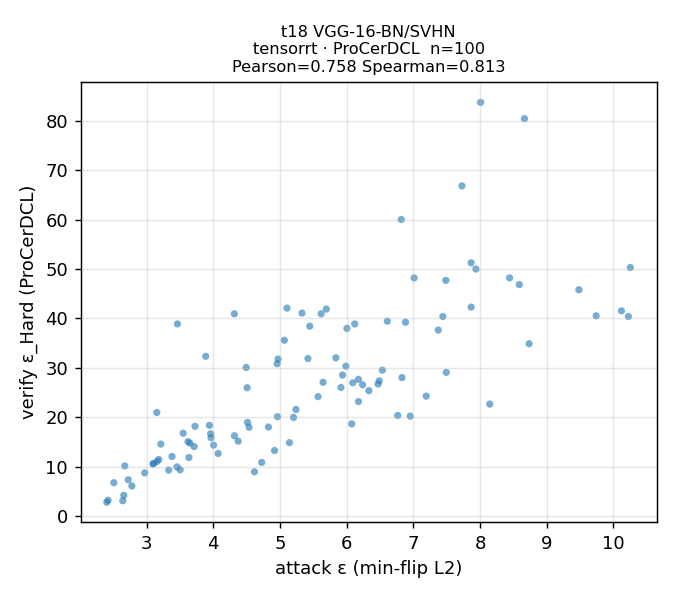 t18 VGG-16-BN/SVHN
tensorrt · ProCerDCL  n=100
Pearson=0.758 Spearman=0.813
verify ε_Hard (ProCerDCL)
80
70
60
50
40
30
20
10
0
3 4 5 6 7 8 9 10
attack ε (min-flip L2)